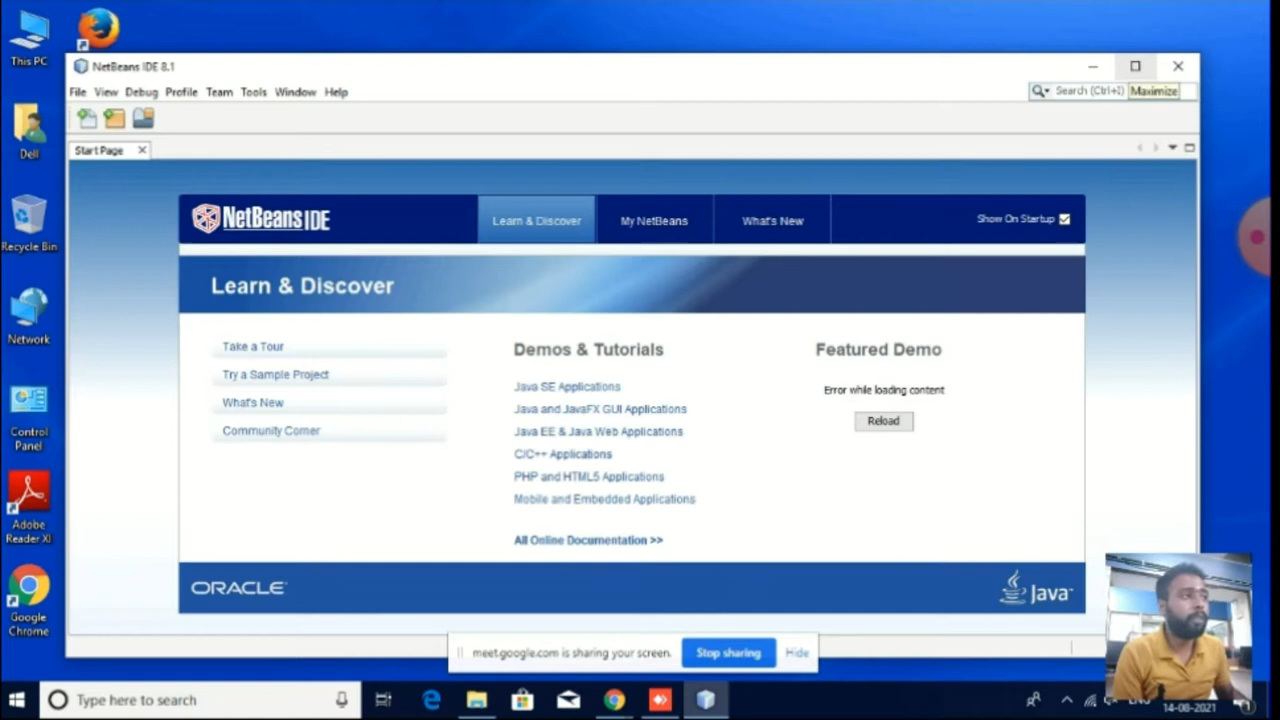 This PC
Dell
Recycle Bin
Network
Control
Panel
Adobe
Reader XI
Google
Chrome
NetBeans IDE 8.1
File View Debug Profile Team Tools Window Help
Search (Ctrl+I) Maximize
Start Page
NetBeans IDE
Learn & Discover My NetBeans What's New Show On Startup
Learn & Discover
Take a Tour
Try a Sample Project
What's New
Community Corner
Demos & Tutorials
Java SE Applications
Java and JavaFX GUI Applications
Java EE & Java Web Applications
C/C++ Applications
PHP and HTML5 Applications
Mobile and Embedded Applications
All Online Documentation >>
Featured Demo
Error while loading content
Reload
ORACLE
Java
meet.google.com is sharing your screen. Stop sharing Hide
Type here to search
14-08-2021